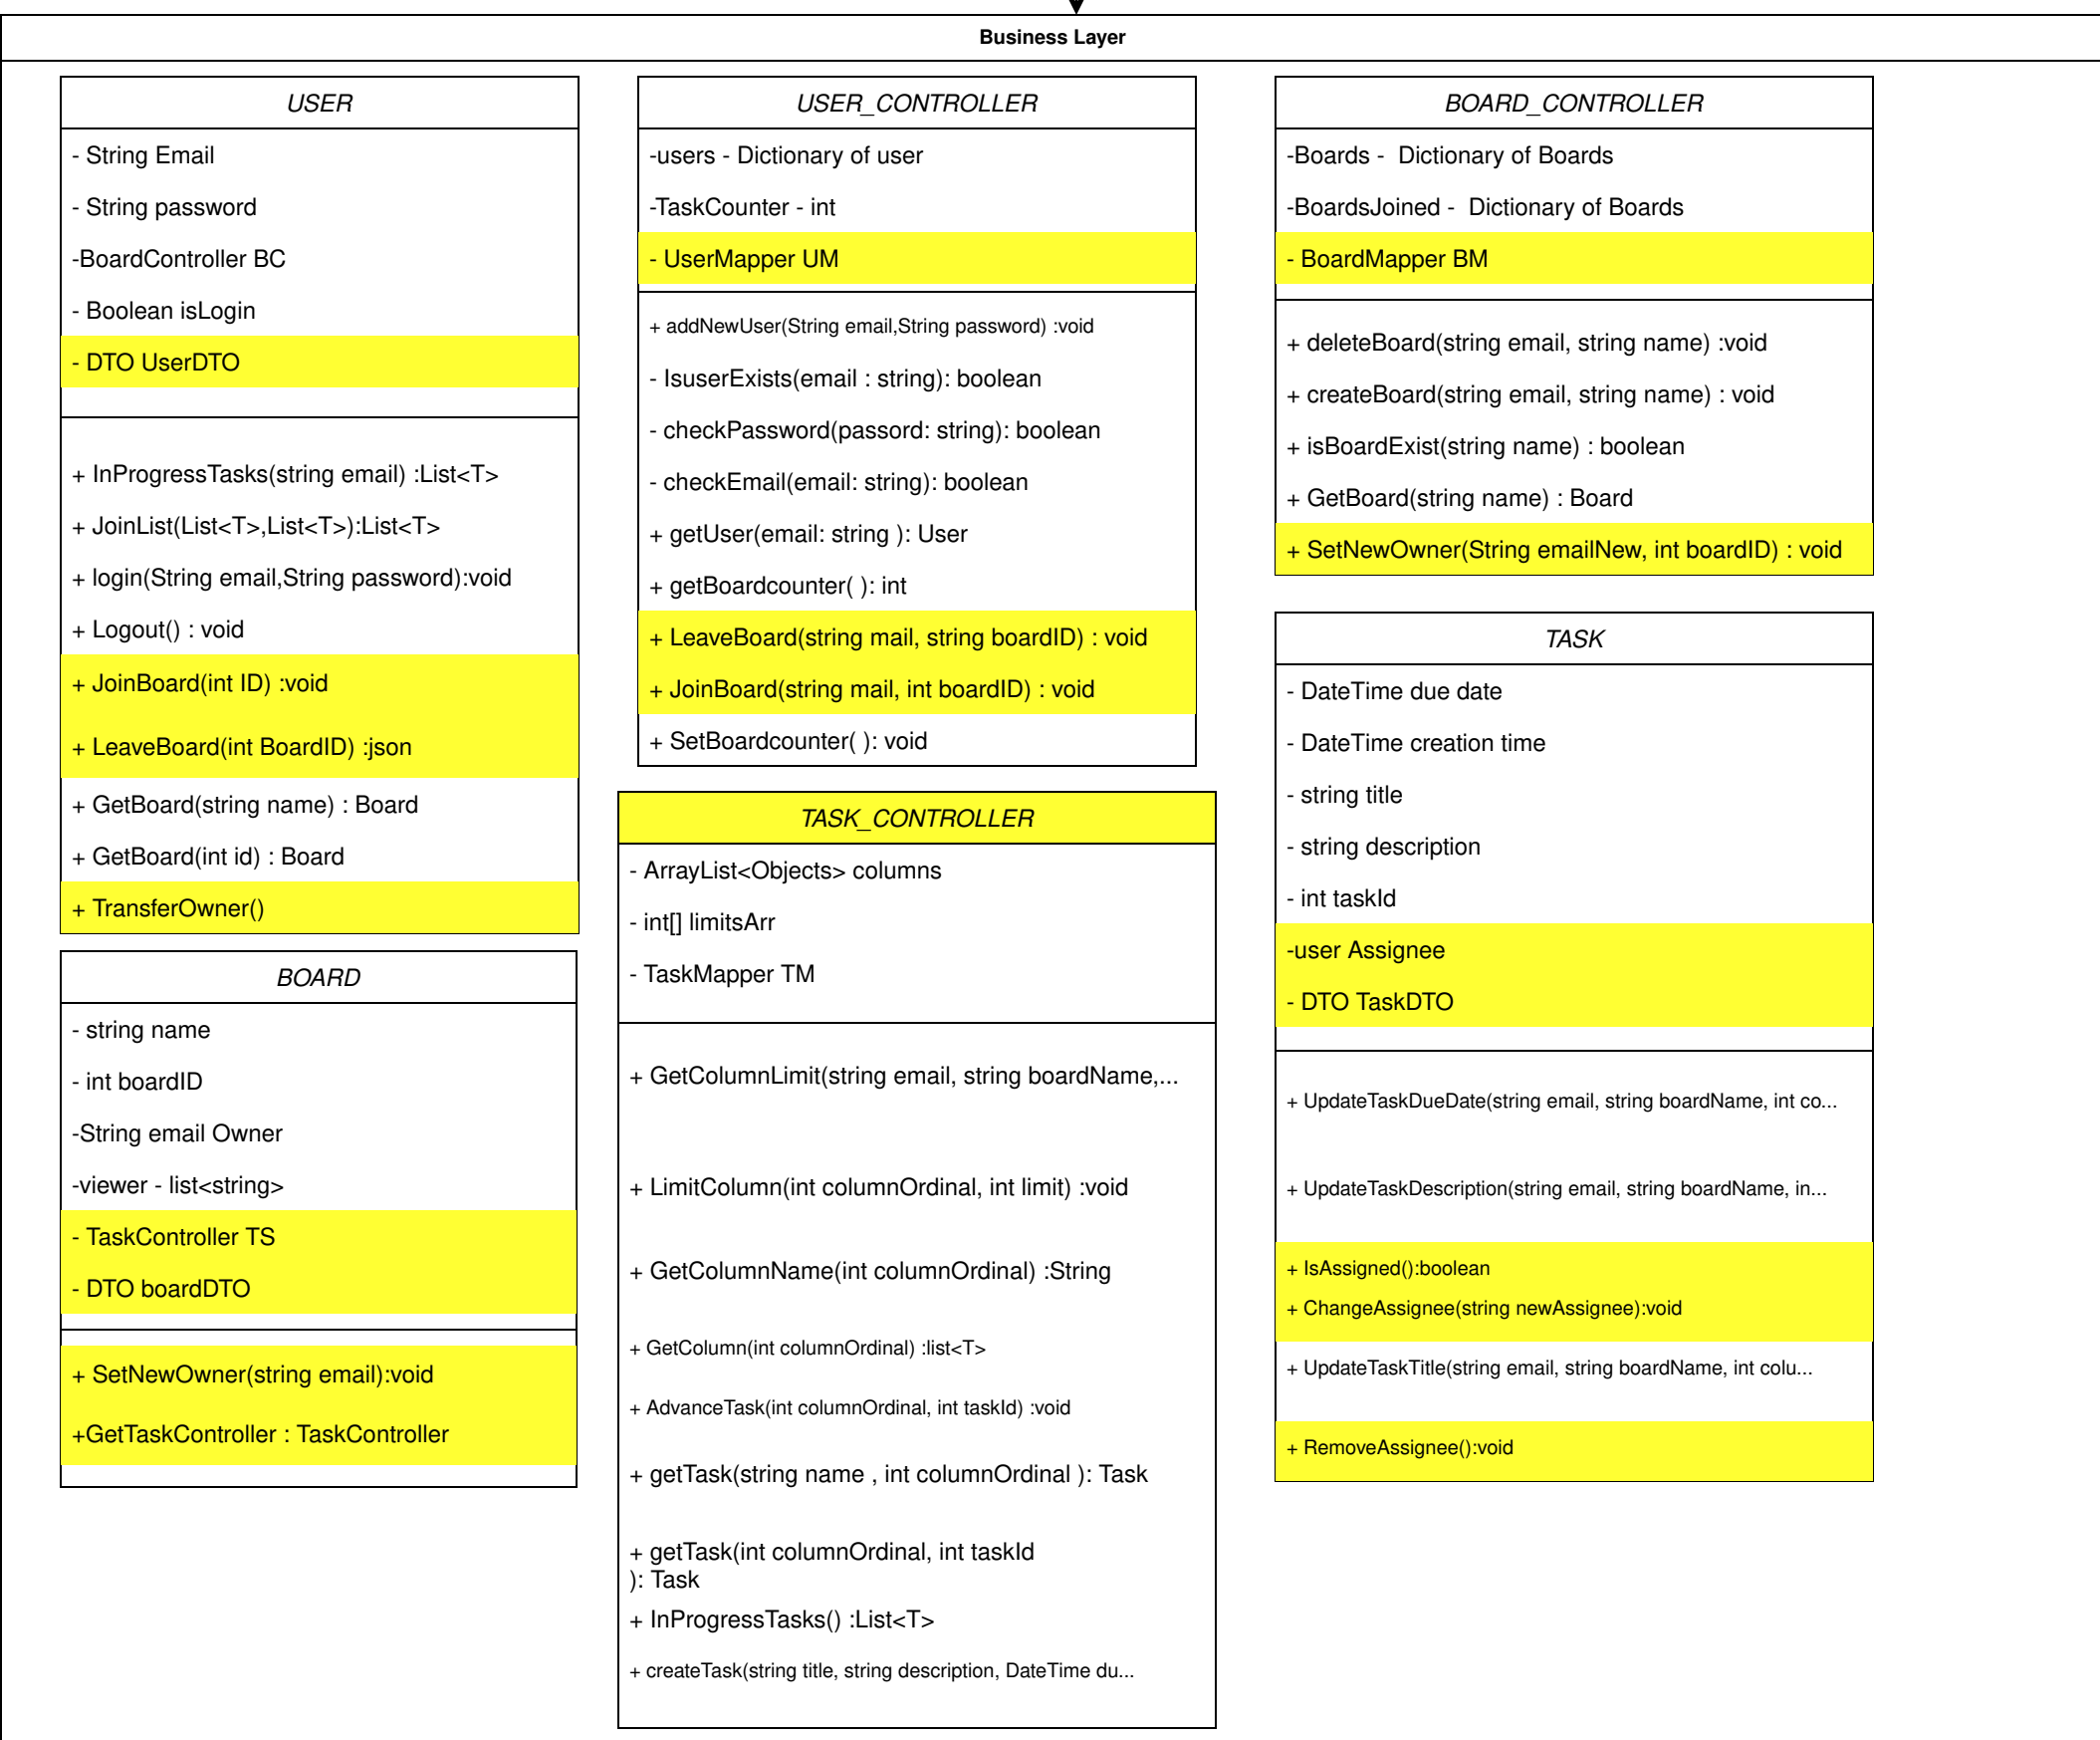 Business Layer
USER
- String Email
- String password
-BoardController BC
- Boolean isLogin
- DTO UserDTO
+ InProgressTasks(string email) :List<T>
+ JoinList(List<T>,List<T>):List<T>
+ login(String email,String password):void
+ Logout() : void
+ JoinBoard(int ID) :void
+ LeaveBoard(int BoardID) :json
+ GetBoard(string name) : Board
+ GetBoard(int id) : Board
+ TransferOwner()
BOARD
- string name
- int boardID
-String email Owner
-viewer - list<string>
- TaskController TS
- DTO boardDTO
+ SetNewOwner(string email):void
+GetTaskController : TaskController
USER_CONTROLLER
-users - Dictionary of user
-TaskCounter - int
- UserMapper UM
+ addNewUser(String email,String password) :void
- IsuserExists(email : string): boolean
- checkPassword(passord: string): boolean
- checkEmail(email: string): boolean
+ getUser(email: string ): User
+ getBoardcounter( ): int
+ LeaveBoard(string mail, string boardID) : void
+ JoinBoard(string mail, int boardID) : void
+ SetBoardcounter( ): void
TASK_CONTROLLER
- ArrayList<Objects> columns
- int[] limitsArr
- TaskMapper TM
+ GetColumnLimit(string email, string boardName,...
+ LimitColumn(int columnOrdinal, int limit) :void
+ GetColumnName(int columnOrdinal) :String
+ GetColumn(int columnOrdinal) :list<T>
+ AdvanceTask(int columnOrdinal, int taskId) :void
+ getTask(string name , int columnOrdinal ): Task
+ getTask(int columnOrdinal, int taskId
): Task
+ InProgressTasks() :List<T>
+ createTask(string title, string description, DateTime du...
BOARD_CONTROLLER
-Boards -  Dictionary of Boards
-BoardsJoined -  Dictionary of Boards
- BoardMapper BM
+ deleteBoard(string email, string name) :void
+ createBoard(string email, string name) : void
+ isBoardExist(string name) : boolean
+ GetBoard(string name) : Board
+ SetNewOwner(String emailNew, int boardID) : void
TASK
- DateTime due date
- DateTime creation time
- string title
- string description
- int taskId
-user Assignee
- DTO TaskDTO
+ UpdateTaskDueDate(string email, string boardName, int co...
+ UpdateTaskDescription(string email, string boardName, in...
+ IsAssigned():boolean
+ ChangeAssignee(string newAssignee):void
+ UpdateTaskTitle(string email, string boardName, int colu...
+ RemoveAssignee():void